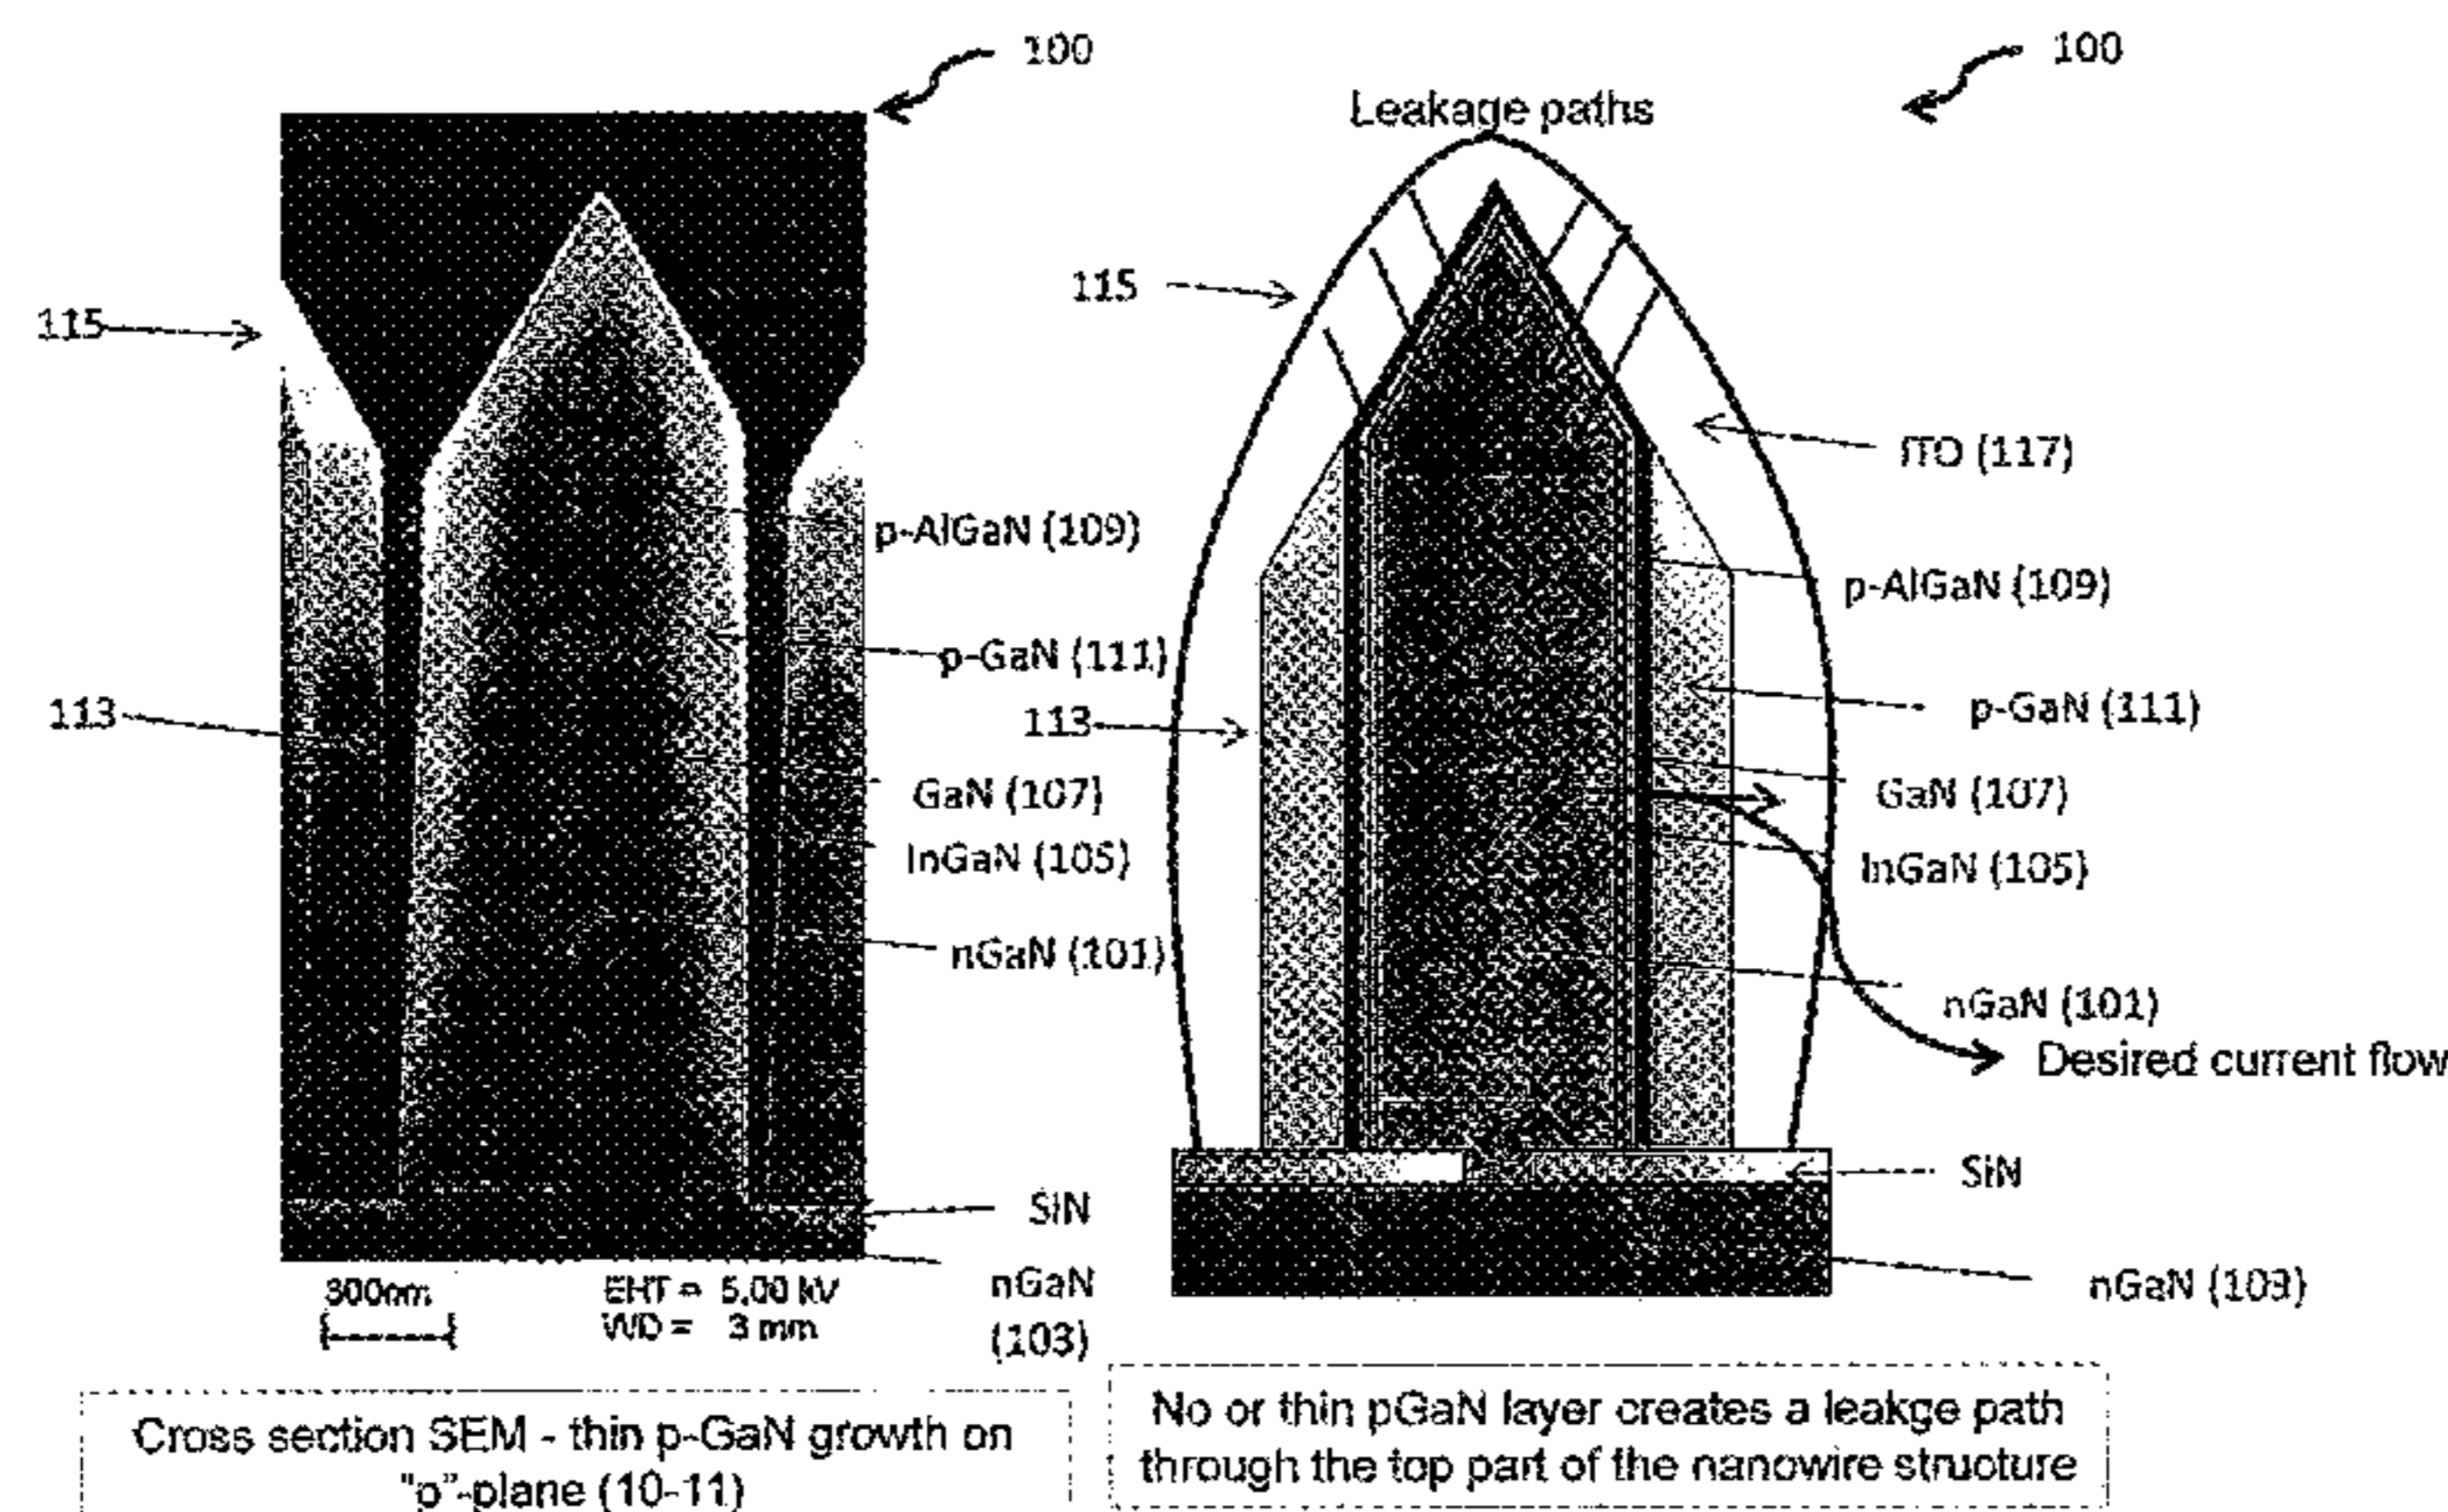 100
115
p-AlGaN (109)
p-GaN (111)
113
GaN (107)
InGaN (105)
nGaN (101)
SiN
nGaN
(103)
300nm
EHT = 5.00 kV
WD = 3 mm
Cross section SEM - thin p-GaN growth on
"p"-plane (10-11)
100
Leakage paths
115
ITO (117)
p-AlGaN (109)
p-GaN (111)
113
GaN (107)
InGaN (105)
nGaN (101)
Desired current flow
SiN
nGaN (103)
No or thin pGaN layer creates a leakge path
through the top part of the nanowire structure